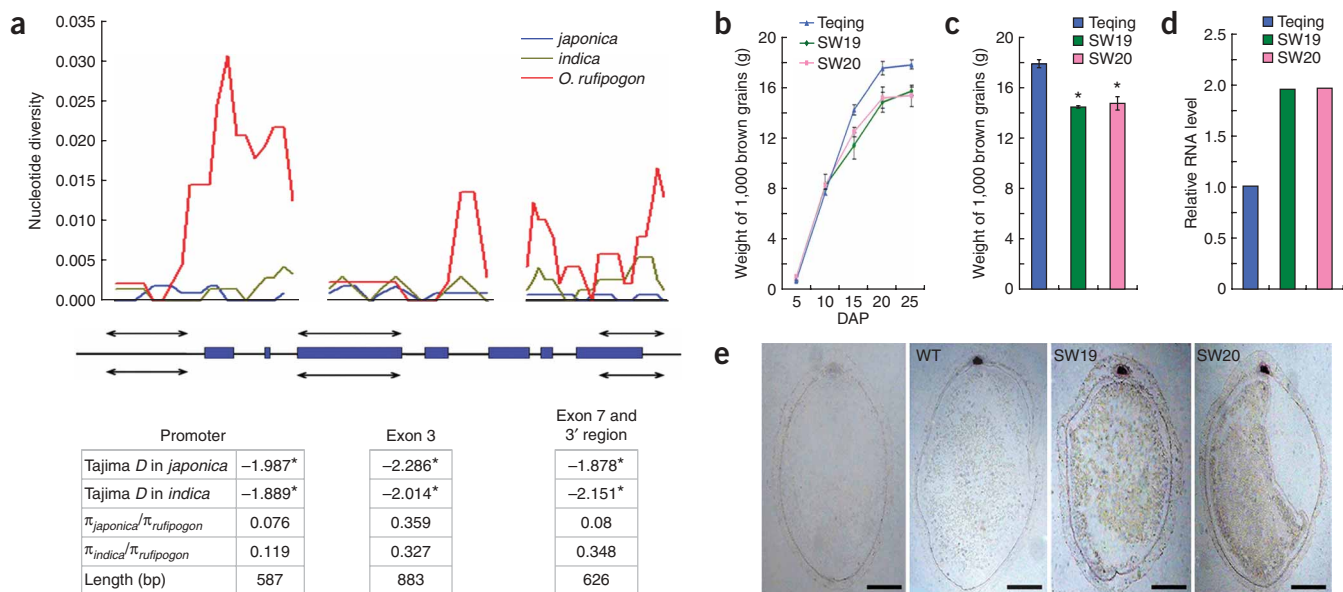 a
0.035
0.030
0.025
0.020
0.015
0.010
0.005
0.000
Nucleotide diversity
japonica
indica
O. rufipogon
Promoter
Exon 3
Exon 7 and
3′ region
Tajima D in japonica –1.987* –2.286* –1.878*
Tajima D in indica –1.889* –2.014* –2.151*
πjaponica/πrufipogon 0.076 0.359 0.08
πindica/πrufipogon 0.119 0.327 0.348
Length (bp) 587 883 626
b
Teqing
SW19
SW20
Weight of 1,000 brown grains (g)
20
16
12
8
4
0
5 10 15 20 25
DAP
c
Teqing
SW19
SW20
Weight of 1,000 brown grains (g)
20
16
12
8
4
0
* *
d
Teqing
SW19
SW20
Relative RNA level
2.5
2.0
1.5
1.0
0.5
0
e
WT
SW19
SW20